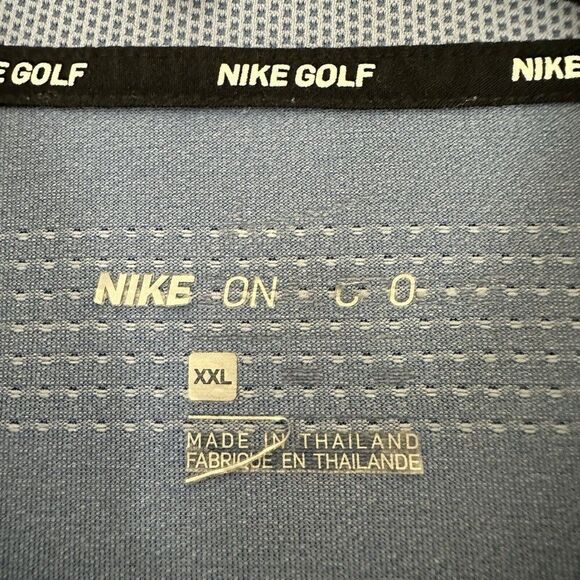 E GOLF NIKE GOLF NIKE
NIKE ON
XXL
MADE IN THAILAND
FABRIQUE EN THAILANDE